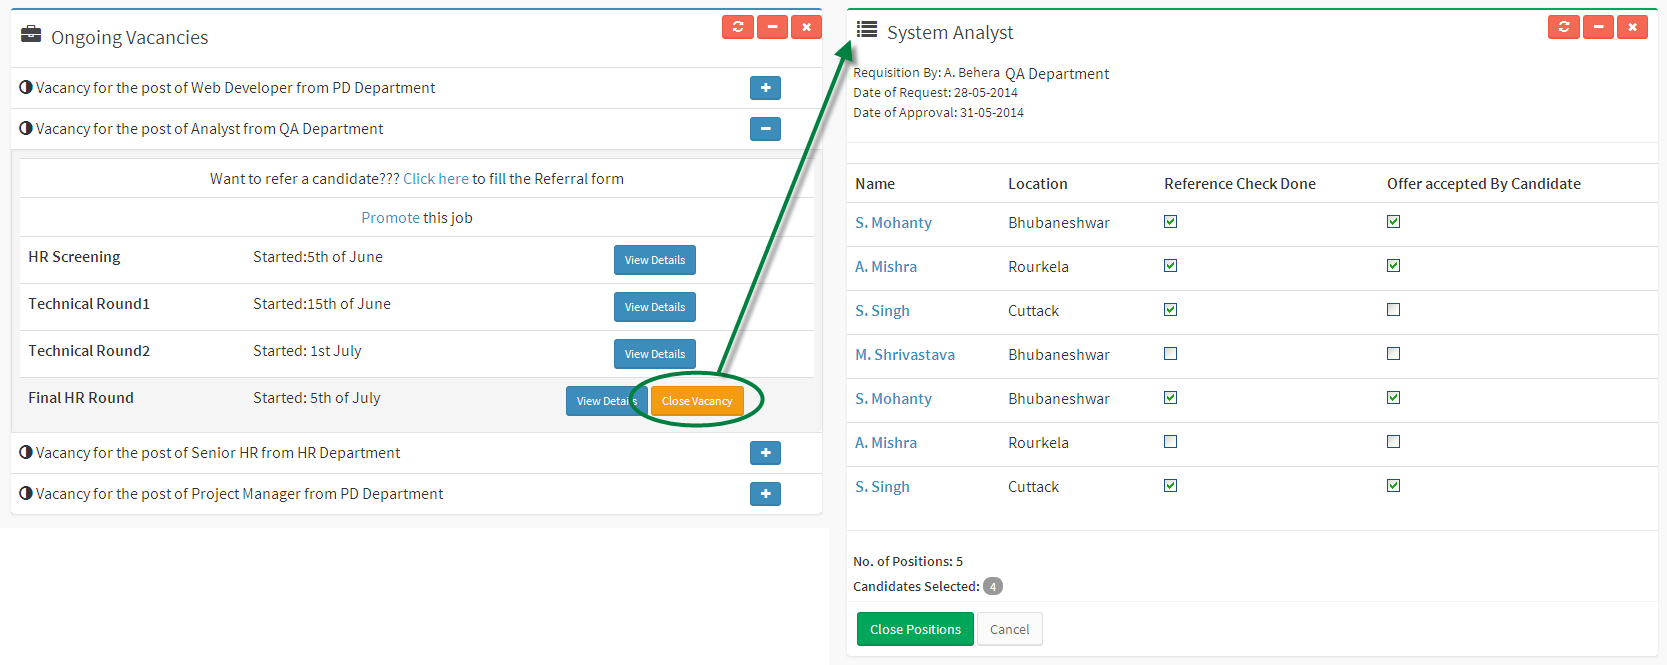 Ongoing Vacancies
Vacancy for the post of Web Developer from PD Department
Vacancy for the post of Analyst from QA Department
Want to refer a candidate??? Click here to fill the Referral form
Promote this job
HR Screening Started:5th of June View Details
Technical Round1 Started:15th of June View Details
Technical Round2 Started: 1st July View Details
Final HR Round Started: 5th of July View Details Close Vacancy
Vacancy for the post of Senior HR from HR Department
Vacancy for the post of Project Manager from PD Department
System Analyst
Requisition By: A. Behera QA Department
Date of Request: 28-05-2014
Date of Approval: 31-05-2014
Name Location Reference Check Done Offer accepted By Candidate
S. Mohanty Bhubaneshwar
A. Mishra Rourkela
S. Singh Cuttack
M. Shrivastava Bhubaneshwar
S. Mohanty Bhubaneshwar
A. Mishra Rourkela
S. Singh Cuttack
No. of Positions: 5
Candidates Selected: 4
Close Positions Cancel